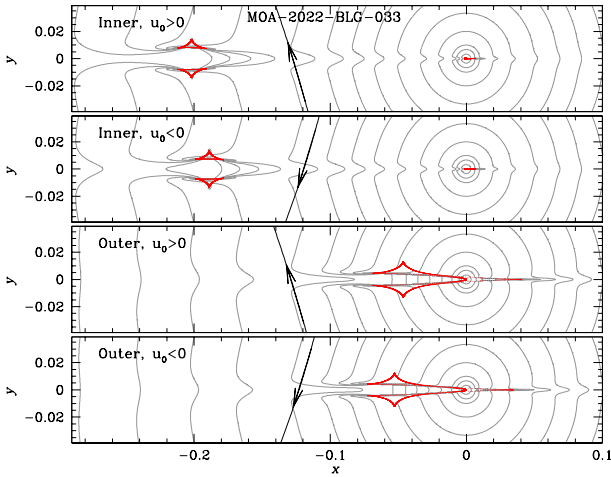 MOA-2022-BLG-033
Inner, u₀>0
0.02
0
−0.02
y
Inner, u₀<0
0.02
0
−0.02
y
Outer, u₀>0
0.02
0
−0.02
y
Outer, u₀<0
0.02
0
−0.02
y
−0.2 −0.1 0 0.1
x